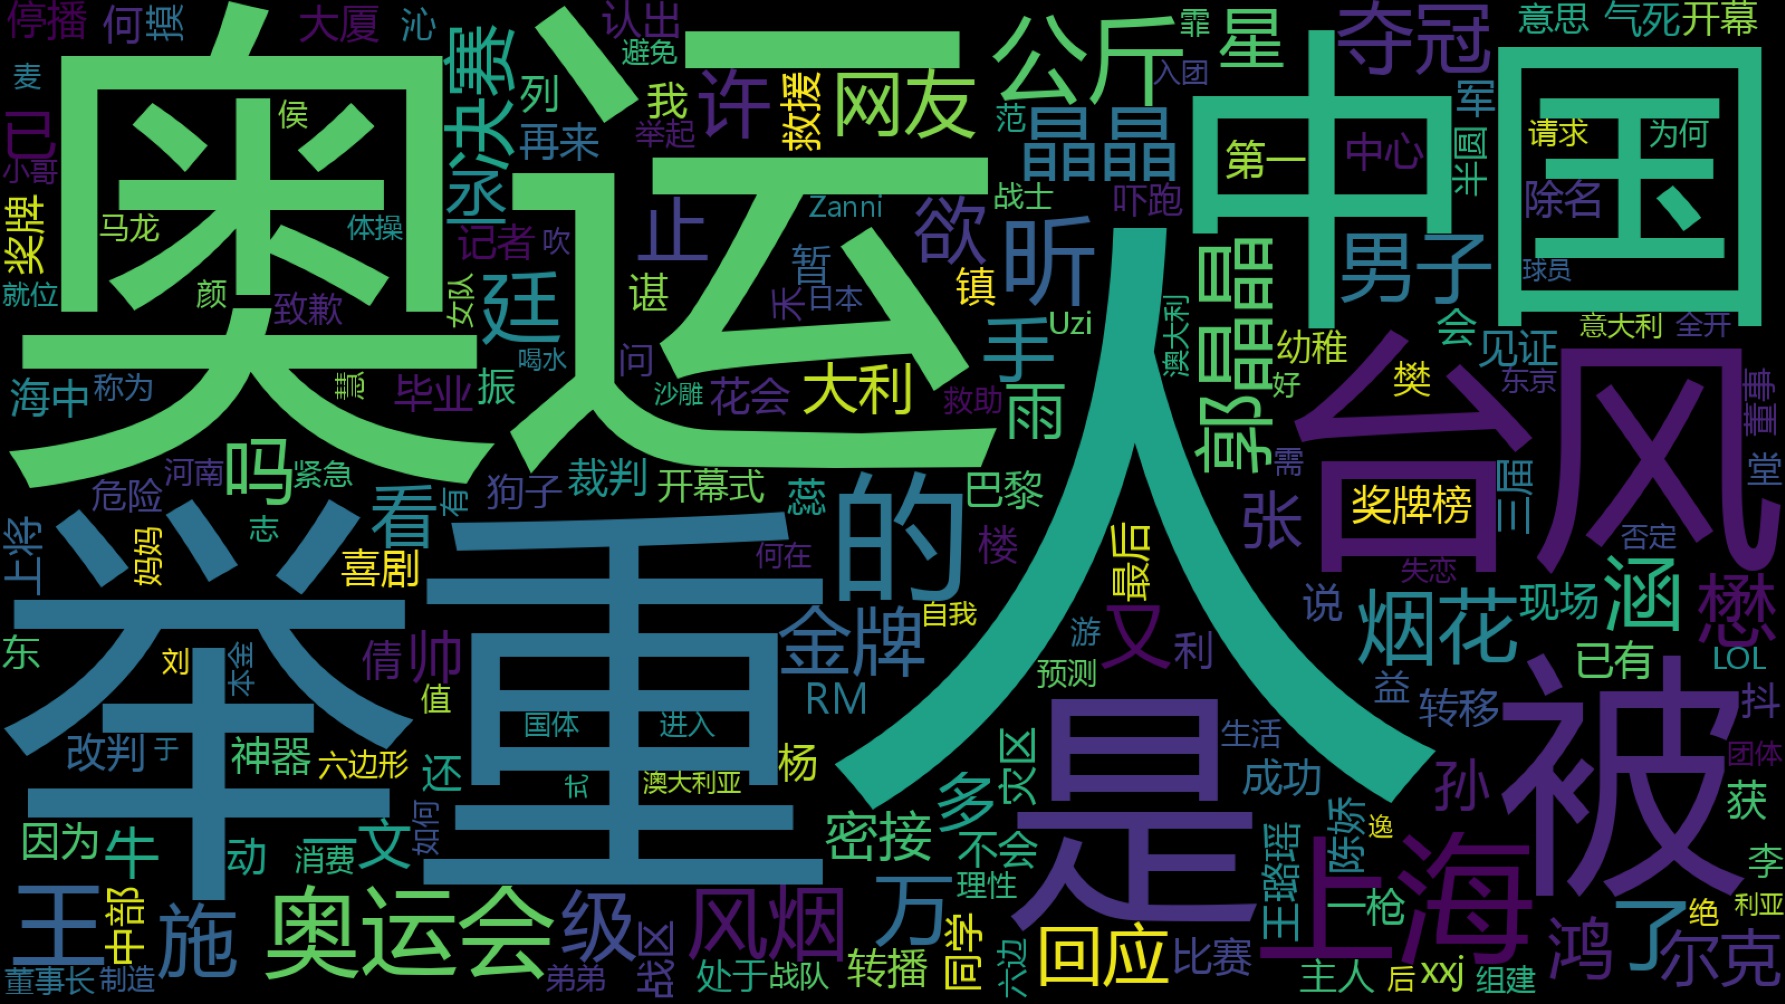 停播
何
摸
大厦
沁
认出
霏
星
夺冠
意思
气死
开幕
麦
决赛
避免
公斤
入团
奥运
中国
侯
列
我
许
救援
网友
范
晶晶
军
请求
为何
已
再来
举起
第一
中心
半圆
小哥
泳
战士
吓跑
除名
奖牌
马龙
体操
记者
吹
止
Zanni
欲
昕
男子
球员
就位
颜
致歉
女队
廷
谌
暂
日本
镇
手
Uzi
澳大利
郭晶晶
幼稚
会
见证
意大利
全开
海中
称为
慧
毕业
振
喝水
问
沙雕
花会
大利
救助
雨
人
好
樊
东京
董事
台风
吗
河南
紧急
危险
看
有
狗子
裁判
开幕式
蕊
的
巴黎
需
张
奖牌榜
三届
堂
上将
妈妈
志
喜剧
何在
楼
最后
否定
失恋
举重
金牌
自我
说
烟花
现场
涵
懋
东
刘
本金
倩
帅
值
RM
游
又
利
预测
已有
LOL
益
转移
抖
被
改判
于
神器
六边形
还
国体
进入
澳大利亚
杨
灾区
是
生活
成功
孙
团体
获
因为
牛
动
消费
文
如何
密接
多
不会
理性
王路瑶
陈娇
逸
一枪
上海
李
王
中部
施
奥运会
级
战区
风烟
万
同学
六边
回应
比赛
鸿
了
绝
利亚
尔克
董事长
制造
弟弟
处于
战队
转播
主人
后
xxj
组建